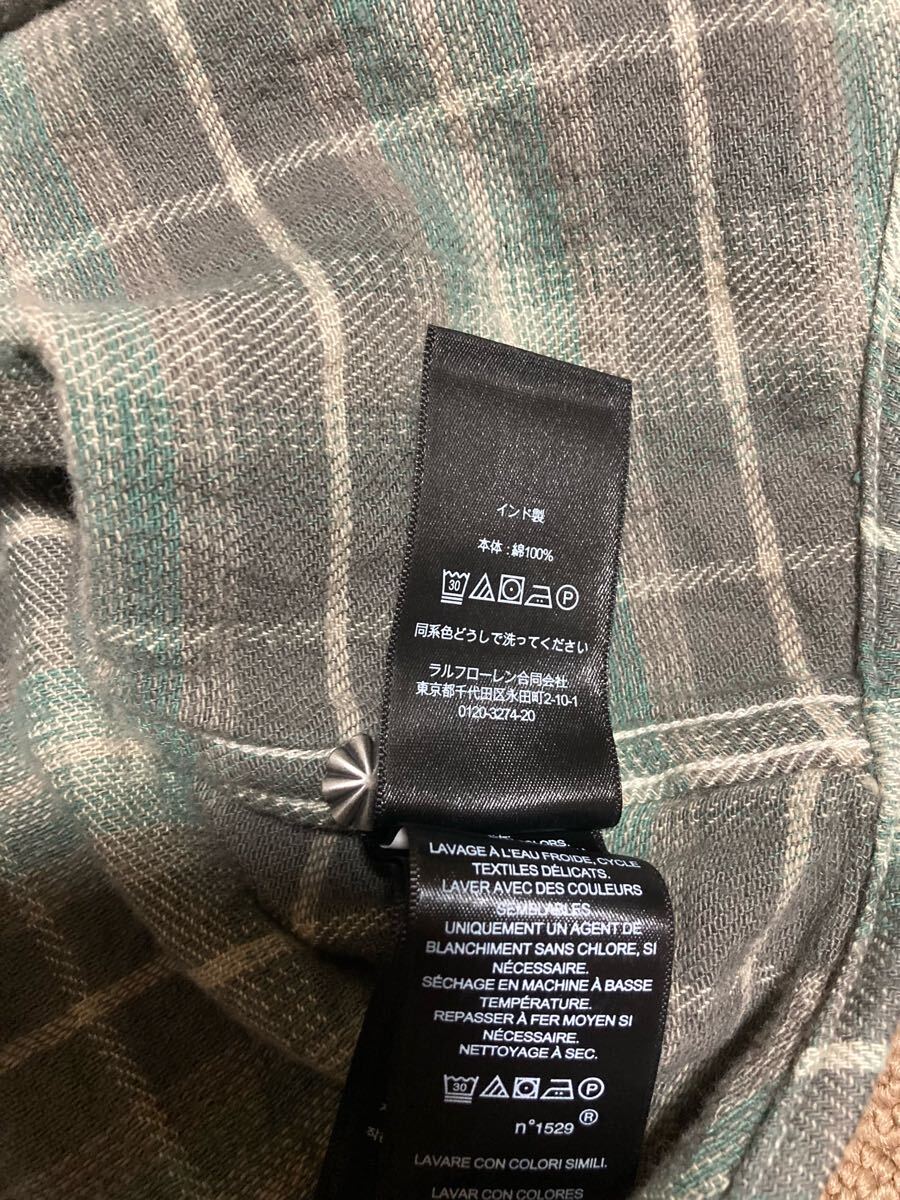 インド製
本体 : 綿100%
30 P
同系色どうしで洗ってください
ラルフローレン合同会社
東京都千代田区永田町2-10-1
0120-3274-20
LAVAGE À L'EAU FROIDE, CYCLE
TEXTILES DÉLICATS.
LAVER AVEC DES COULEURS
SEMBLABLES.
UNIQUEMENT UN AGENT DE
BLANCHIMENT SANS CHLORE, SI
NÉCESSAIRE.
SÉCHAGE EN MACHINE À BASSE
TEMPÉRATURE.
REPASSER À FER MOYEN SI
NÉCESSAIRE.
NETTOYAGE À SEC.
30 P
n°1529 ®
LAVARE CON COLORI SIMILI.
LAVAR CON COLORES